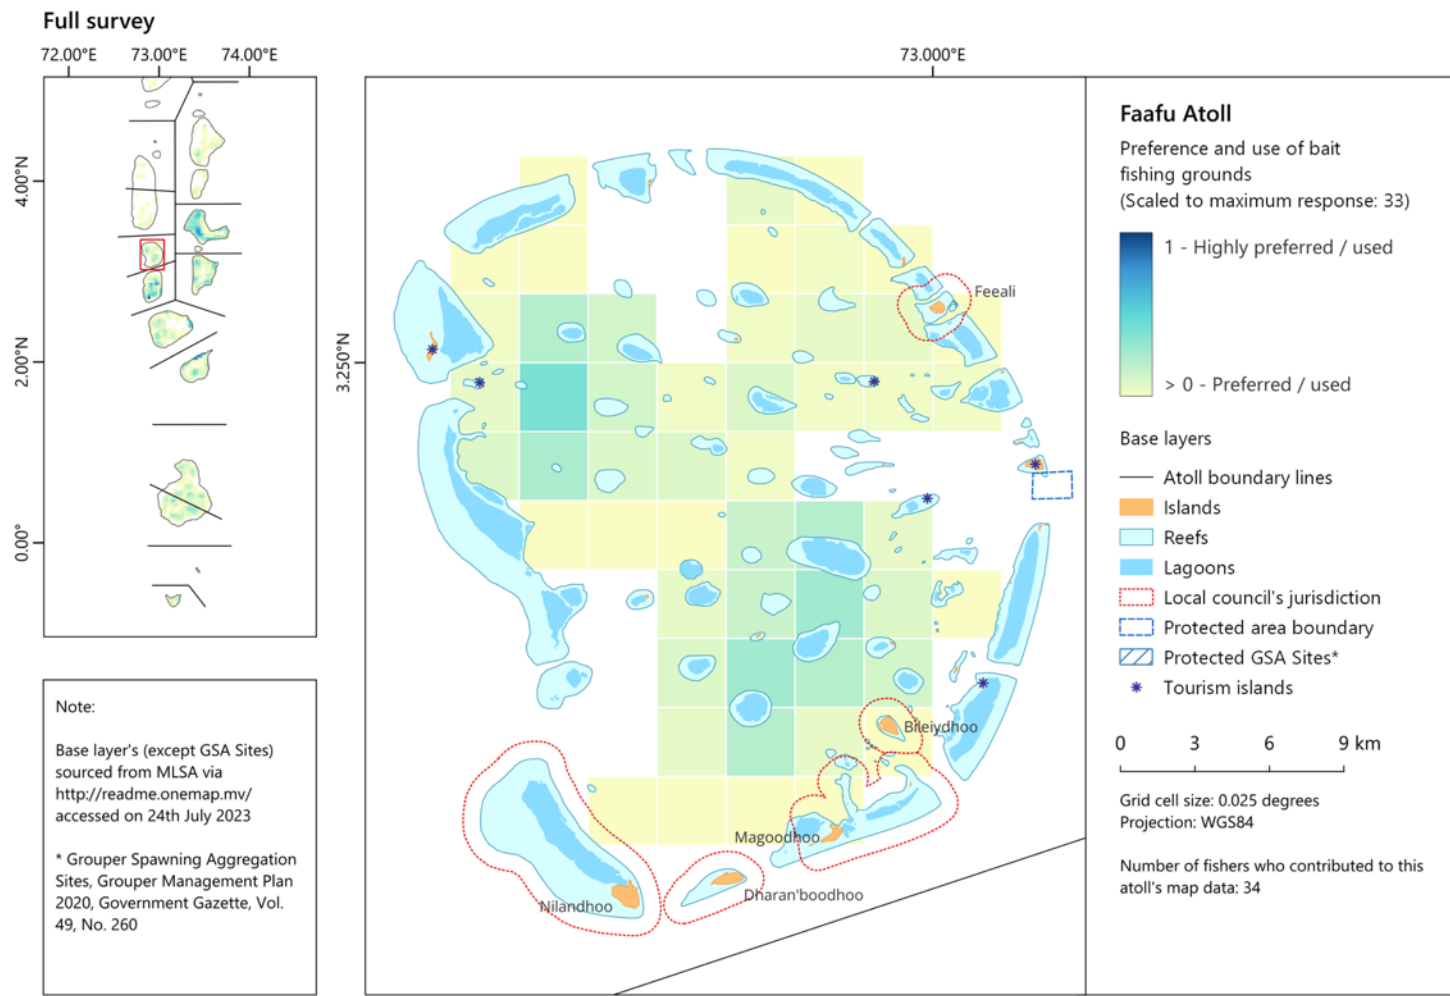 Full survey
72.00°E 73.00°E 74.00°E
4.00°N
2.00°N
0.00°
Note:
Base layer's (except GSA Sites)
sourced from MLSA via
http://readme.onemap.mv/
accessed on 24th July 2023
* Grouper Spawning Aggregation
Sites, Grouper Management Plan
2020, Government Gazette, Vol.
49, No. 260
73.000°E
3.250°N
Feeali
Bileiydhoo
Magoodhoo
Dharan'boodhoo
Nilandhoo
Faafu Atoll
Preference and use of bait
fishing grounds
(Scaled to maximum response: 33)
1 - Highly preferred / used
> 0 - Preferred / used
Base layers
Atoll boundary lines
Islands
Reefs
Lagoons
Local council's jurisdiction
Protected area boundary
Protected GSA Sites*
Tourism islands
0 3 6 9 km
Grid cell size: 0.025 degrees
Projection: WGS84
Number of fishers who contributed to this
atoll's map data: 34